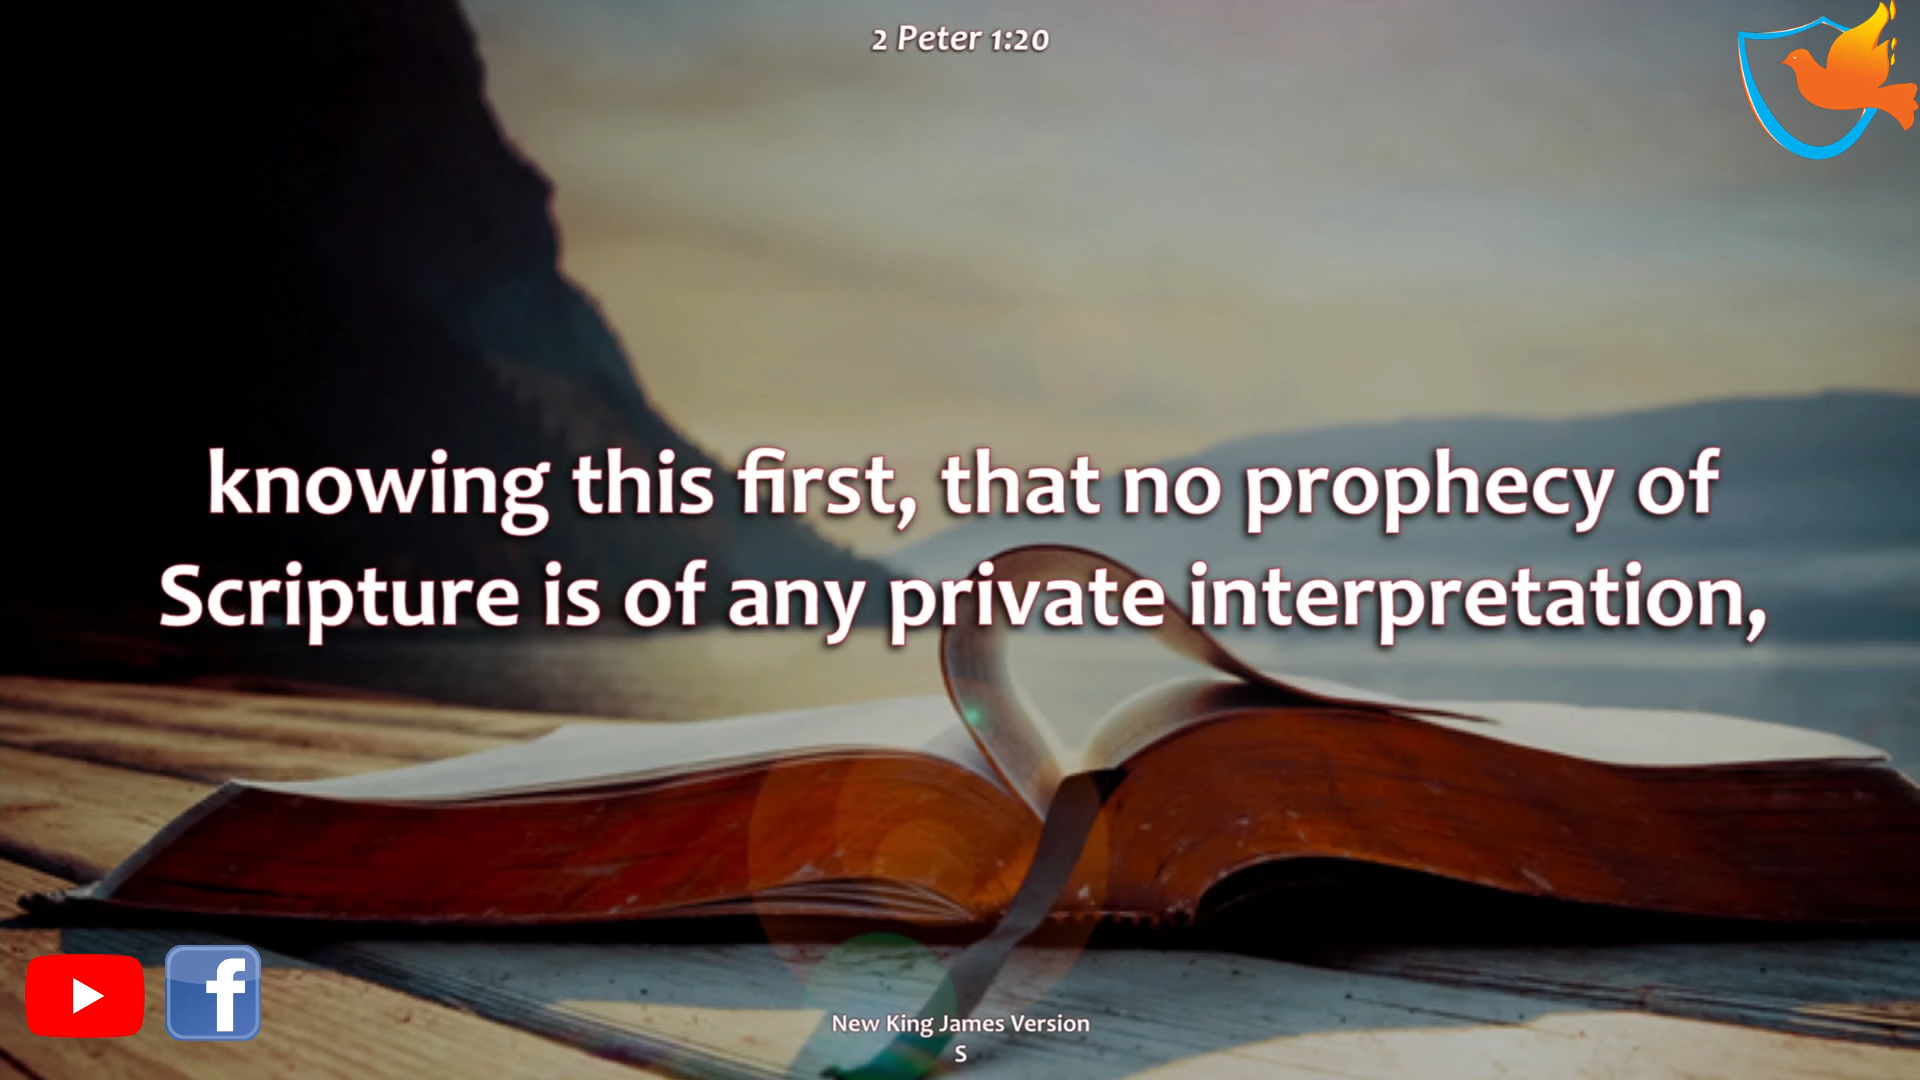 2 Peter 1:20
knowing this first, that no prophecy of
Scripture is of any private interpretation,
f
New King James Version
S